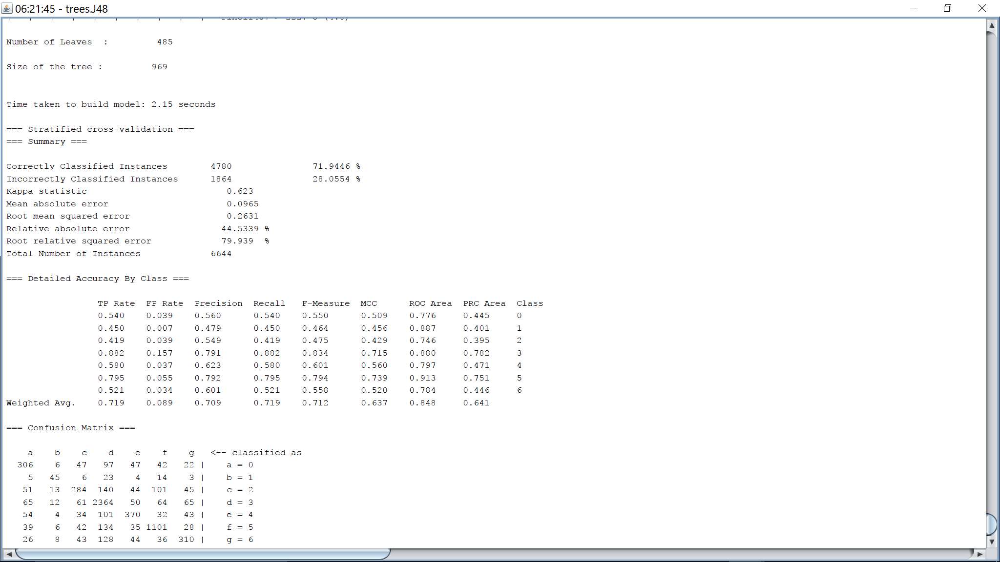 06:21:45 - trees.J48
Number of Leaves  :         485
Size of the tree :         969
Time taken to build model: 2.15 seconds
=== Stratified cross-validation ===
=== Summary ===
Correctly Classified Instances        4780               71.9446 %
Incorrectly Classified Instances      1864               28.0554 %
Kappa statistic                          0.623
Mean absolute error                      0.0965
Root mean squared error                  0.2631
Relative absolute error                 44.5339 %
Root relative squared error             79.939  %
Total Number of Instances             6644
=== Detailed Accuracy By Class ===
                 TP Rate  FP Rate  Precision  Recall   F-Measure  MCC      ROC Area  PRC Area  Class
                 0.540    0.039    0.560      0.540    0.550      0.509    0.776     0.445     0
                 0.450    0.007    0.479      0.450    0.464      0.456    0.887     0.401     1
                 0.419    0.039    0.549      0.419    0.475      0.429    0.746     0.395     2
                 0.882    0.157    0.791      0.882    0.834      0.715    0.880     0.782     3
                 0.580    0.037    0.623      0.580    0.601      0.560    0.797     0.471     4
                 0.795    0.055    0.792      0.795    0.794      0.739    0.913     0.751     5
                 0.521    0.034    0.601      0.521    0.558      0.520    0.784     0.446     6
Weighted Avg.    0.719    0.089    0.709      0.719    0.712      0.637    0.848     0.641
=== Confusion Matrix ===
    a    b    c    d    e    f    g   <-- classified as
  306    6   47   97   47   42   22 |    a = 0
    5   45    6   23    4   14    3 |    b = 1
   51   13  284  140   44  101   45 |    c = 2
   65   12   61 2364   50   64   65 |    d = 3
   54    4   34  101  370   32   43 |    e = 4
   39    6   42  134   35 1101   28 |    f = 5
   26    8   43  128   44   36  310 |    g = 6